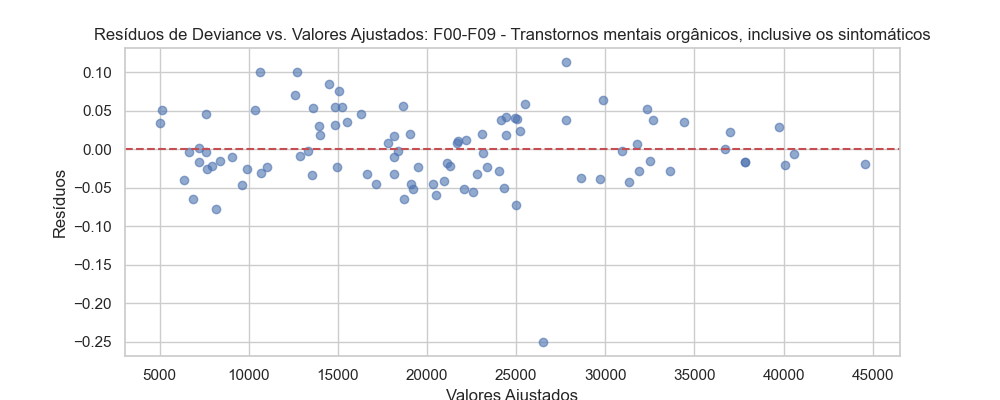 Resíduos de Deviance vs. Valores Ajustados: F00-F09 - Transtornos mentais orgânicos, inclusive os sintomáticos
Resíduos
0.10
0.05
0.00
−0.05
−0.10
−0.15
−0.20
−0.25
5000 10000 15000 20000 25000 30000 35000 40000 45000
Valores Ajustados